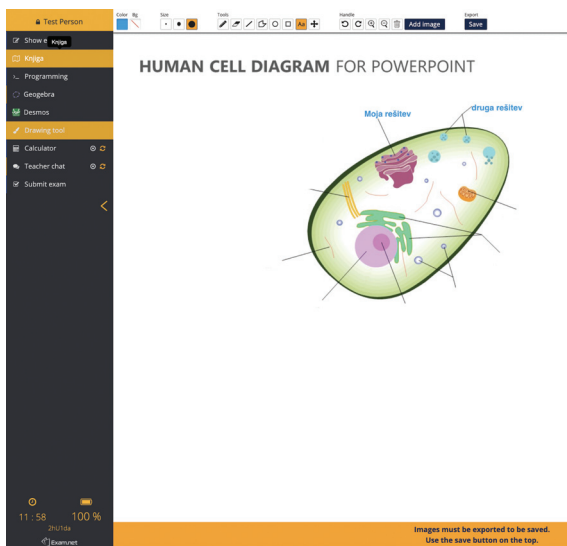 Test Person
Color Bg Size Tools Handle Export
Aa Add image Save
Show e
Knjiga
Knjiga
Programming
Geogebra
Desmos
Drawing tool
Calculator
Teacher chat
Submit exam
HUMAN CELL DIAGRAM FOR POWERPOINT
Moja rešitev
druga rešitev
11 : 58 100 %
2hU1da
Exam.net
Images must be exported to be saved.
Use the save button on the top.